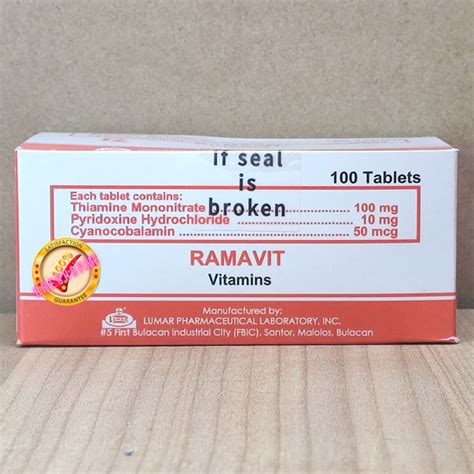 if seal
is
broken
100 Tablets
Each tablet contains:
Thiamine Mononitrate 100 mg
Pyridoxine Hydrochloride 10 mg
Cyanocobalamin 50 mcg
RAMAVIT
Vitamins
SATISFACTION
100%
GUARANTEE
Manufactured by:
LUMAR
LUMAR PHARMACEUTICAL LABORATORY, INC.
#5 First Bulacan Industrial City (FBIC), Santor, Malolos, Bulacan